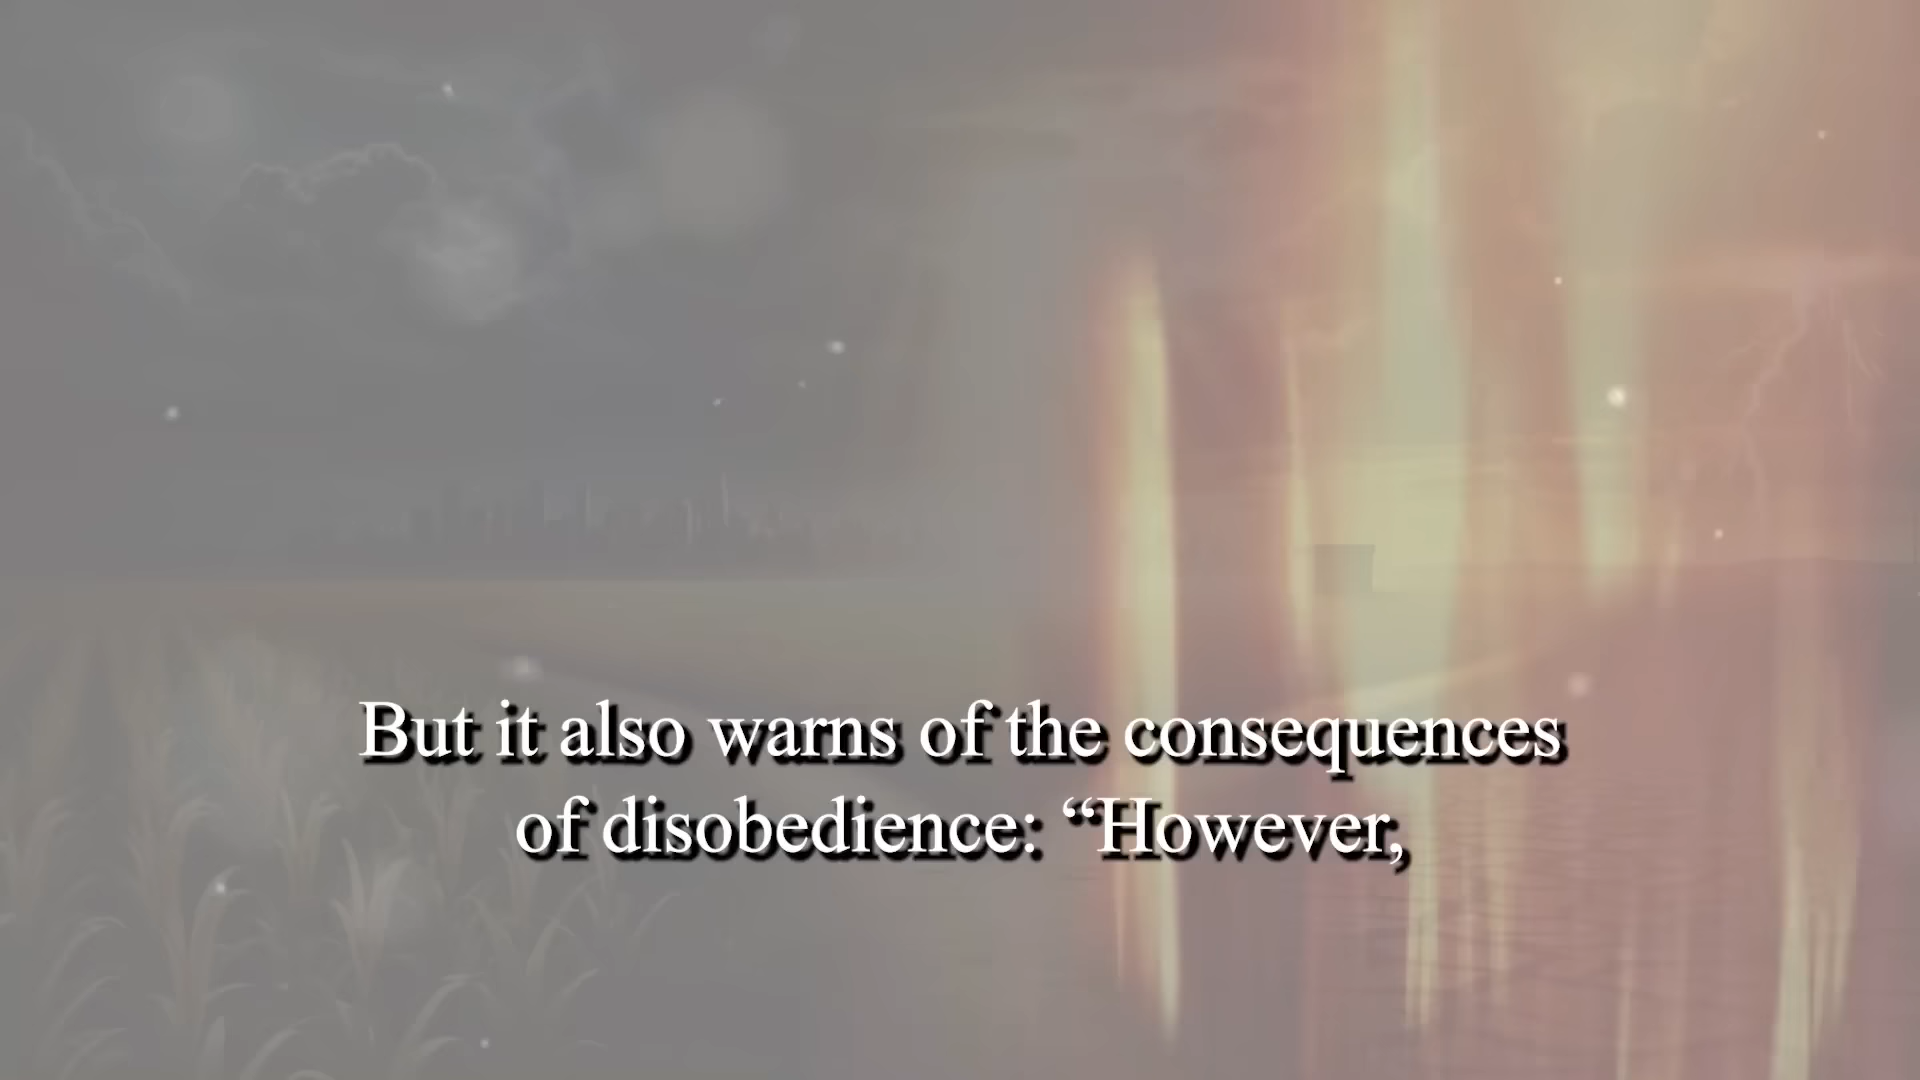 But it also warns of the consequences
of disobedience: “However,